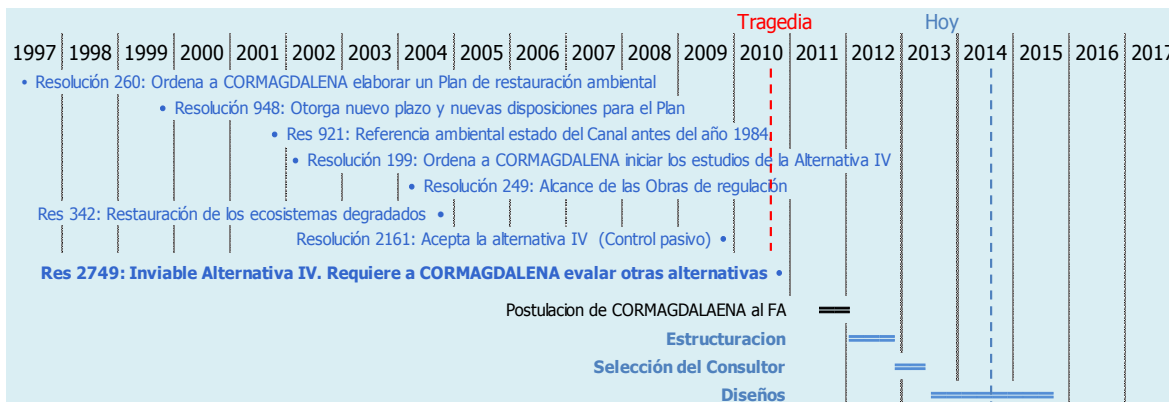 Tragedia Hoy
1997 1998 1999 2000 2001 2002 2003 2004 2005 2006 2007 2008 2009 2010 2011 2012 2013 2014 2015 2016 2017
• Resolución 260: Ordena a CORMAGDALENA elaborar un Plan de restauración ambiental
• Resolución 948: Otorga nuevo plazo y nuevas disposiciones para el Plan
• Res 921: Referencia ambiental estado del Canal antes del año 1984
• Resolución 199: Ordena a CORMAGDALENA iniciar los estudios de la Alternativa IV
• Resolución 249: Alcance de las Obras de regulación
Res 342: Restauración de los ecosistemas degradados •
Resolución 2161: Acepta la alternativa IV (Control pasivo) •
Res 2749: Inviable Alternativa IV. Requiere a CORMAGDALENA evalar otras alternativas •
Postulacion de CORMAGDALAENA al FA
Estructuracion
Selección del Consultor
Diseños